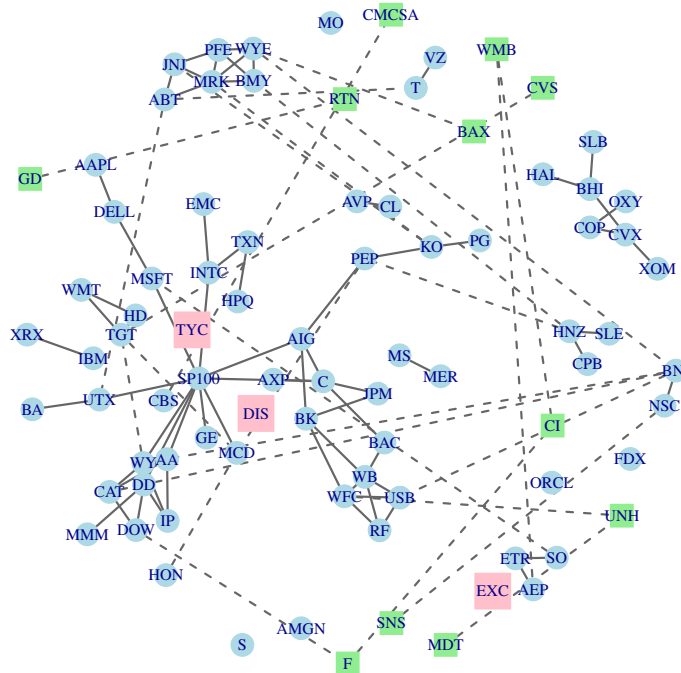 CMCSA
MO
PFE
WYE
WMB
VZ
JNJ
MRK
BMY
T
CVS
ABT
RTN
BAX
SLB
GD
AAPL
HAL
BHI
OXY
DELL
EMC
AVP
CL
COP
CVX
TXN
KO
PG
PEP
XOM
MSFT
INTC
WMT
HPQ
HD
TGT
TYC
XRX
AIG
HNZ
SLE
IBM
MS
CPB
SP100
AXP
C
MER
BNI
UTX
CBS
JPM
BA
DIS
BK
NSC
CI
GE
MCD
BAC
WY
AA
FDX
CAT
DD
WB
ORCL
WFC
USB
IP
UNH
MMM
DOW
RF
ETR
SO
HON
EXC
AEP
SNS
AMGN
S
MDT
F